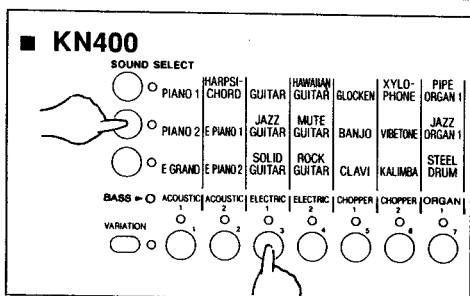 ■ KN400
SOUND SELECT
PIANO 1 HARPSI-CHORD GUITAR HAWAIIAN GUITAR GLOCKEN XYLO-PHONE PIPE ORGAN 1
PIANO 2 E PIANO 1 JAZZ GUITAR MUTE GUITAR BANJO VIBETONE JAZZ ORGAN 1
E GRAND E PIANO 2 SOLID GUITAR ROCK GUITAR CLAVI KALIMBA STEEL DRUM
BASS ACOUSTIC 1 ACOUSTIC 2 ELECTRIC 1 ELECTRIC 2 CHOPPER 1 CHOPPER 2 ORGAN 1
VARIATION 1 2 3 4 5 6 7